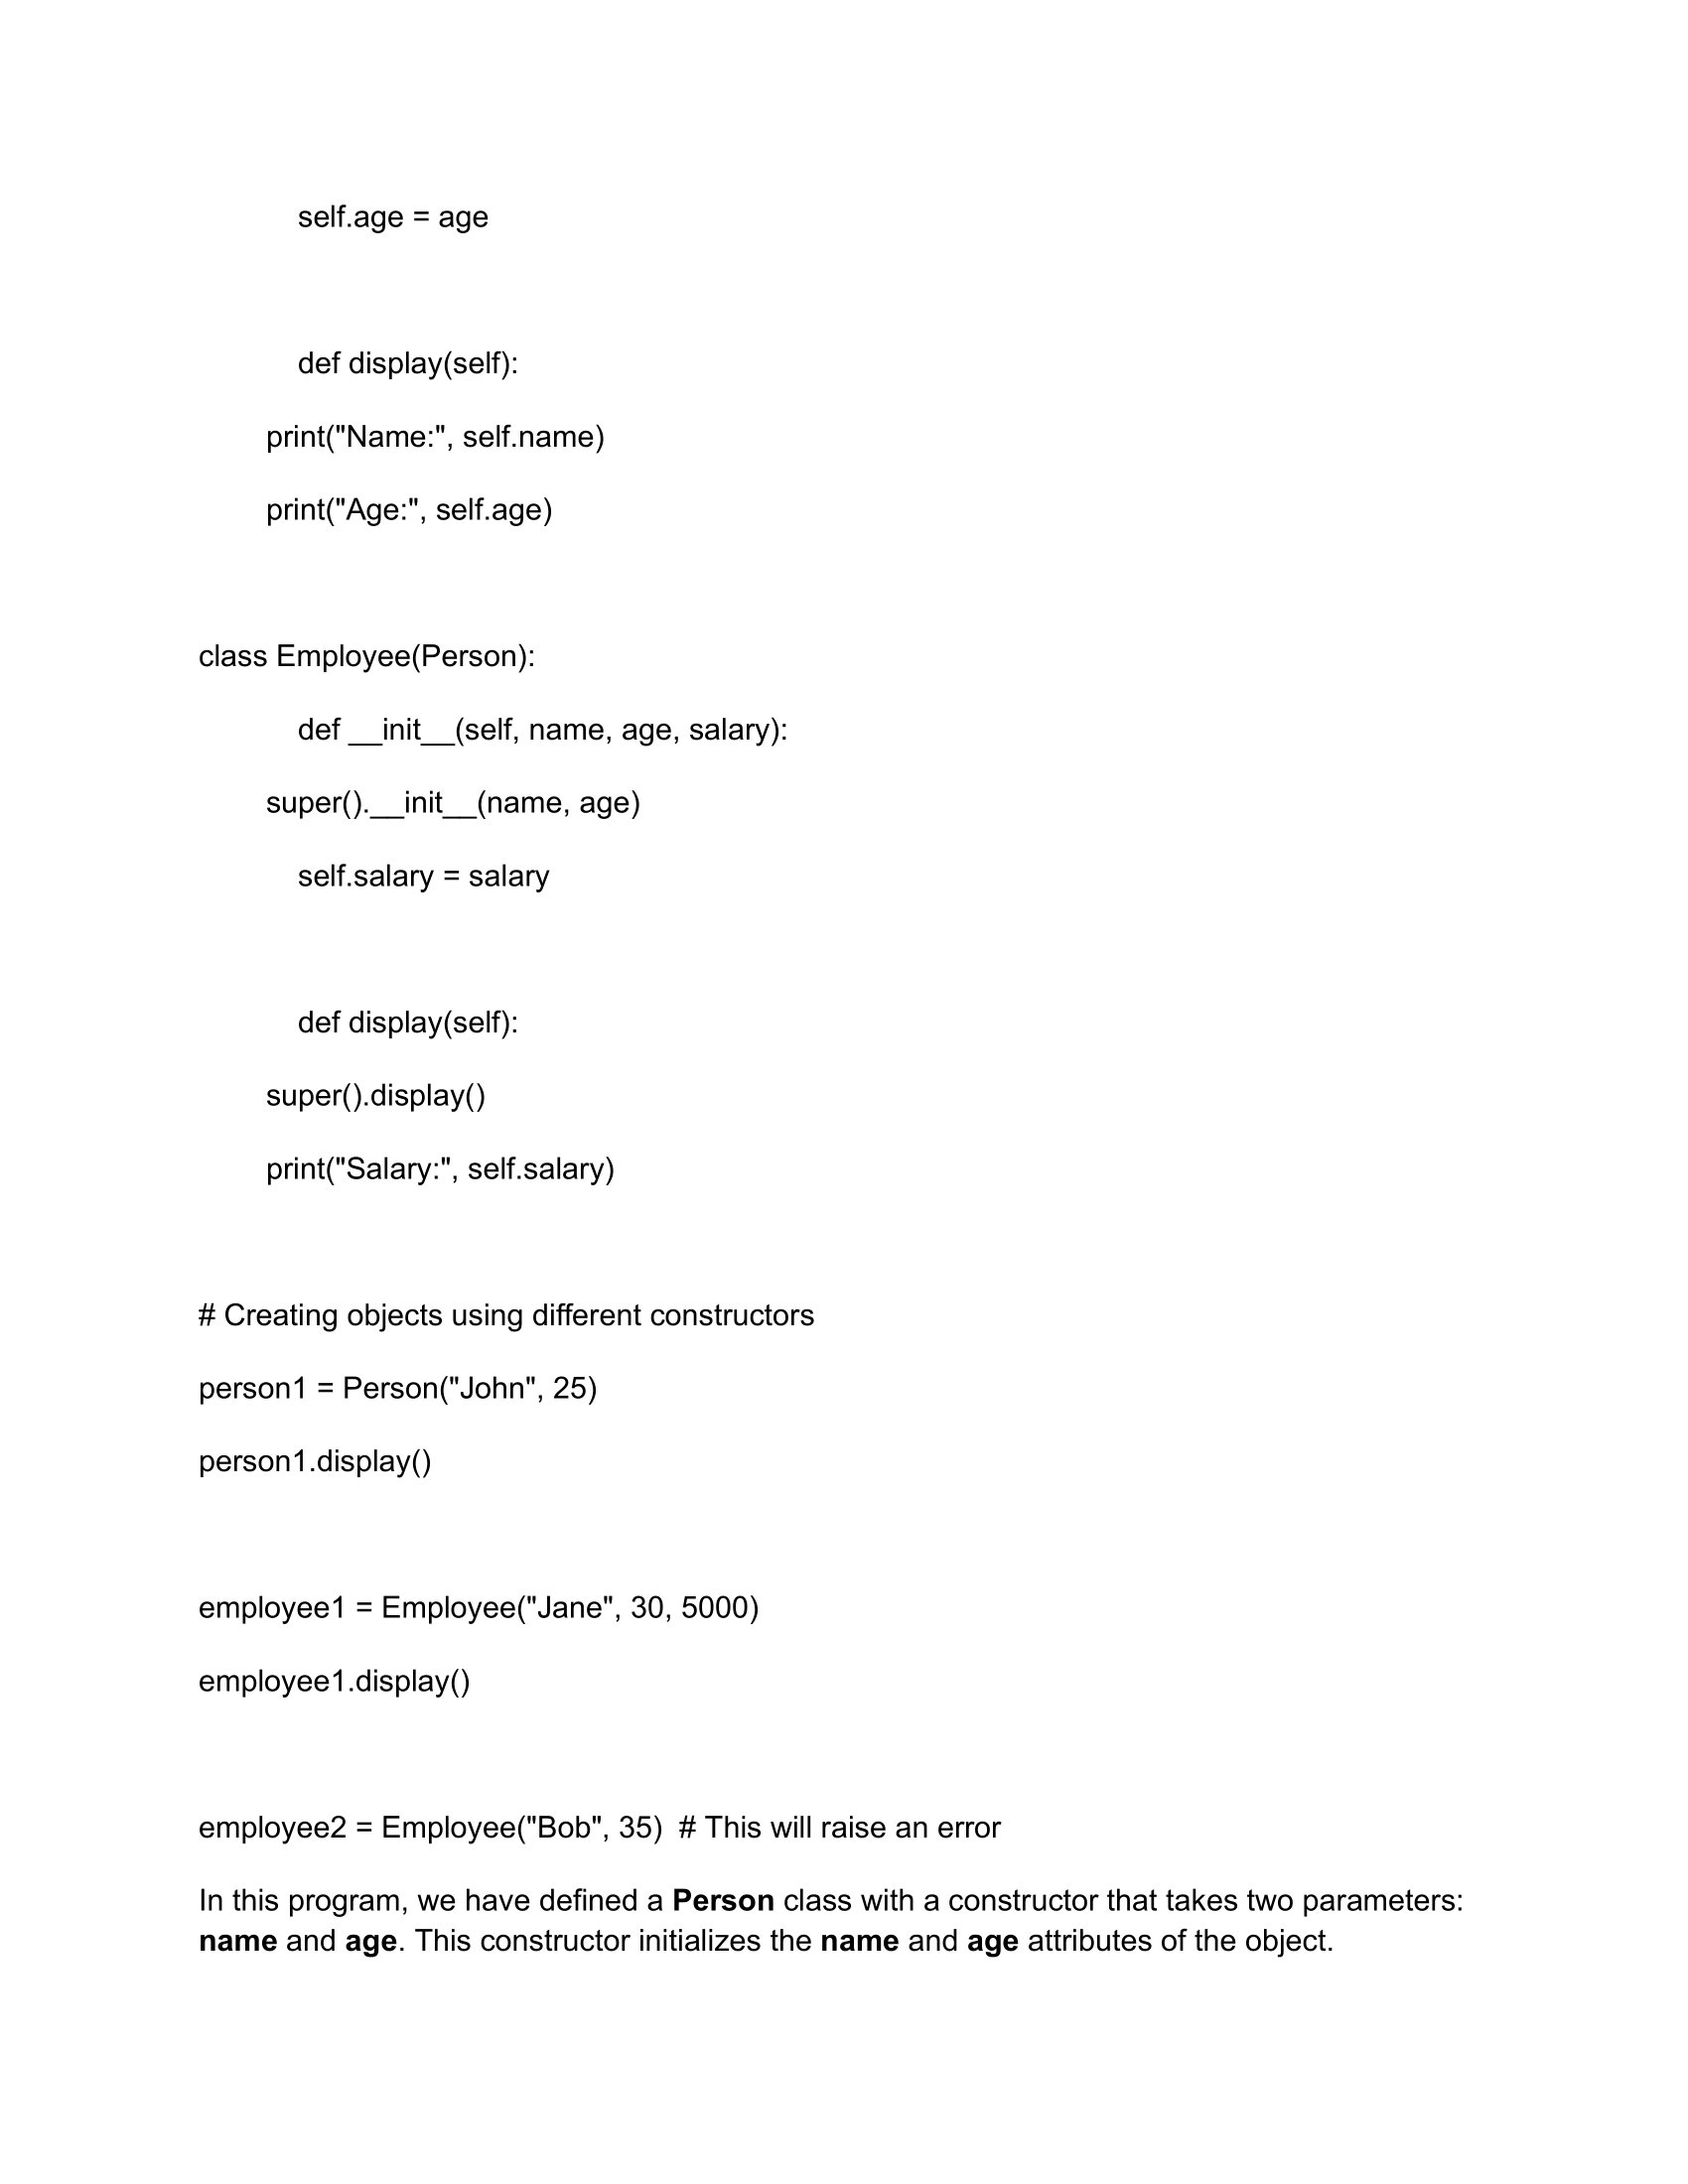 self.age = age
def display(self):
print("Name:", self.name)
print("Age:", self.age)
class Employee(Person):
def __init__(self, name, age, salary):
super().__init__(name, age)
self.salary = salary
def display(self):
super().display()
print("Salary:", self.salary)
# Creating objects using different constructors
person1 = Person("John", 25)
person1.display()
employee1 = Employee("Jane", 30, 5000)
employee1.display()
employee2 = Employee("Bob", 35)  # This will raise an error
In this program, we have defined a Person class with a constructor that takes two parameters:
name and age. This constructor initializes the name and age attributes of the object.